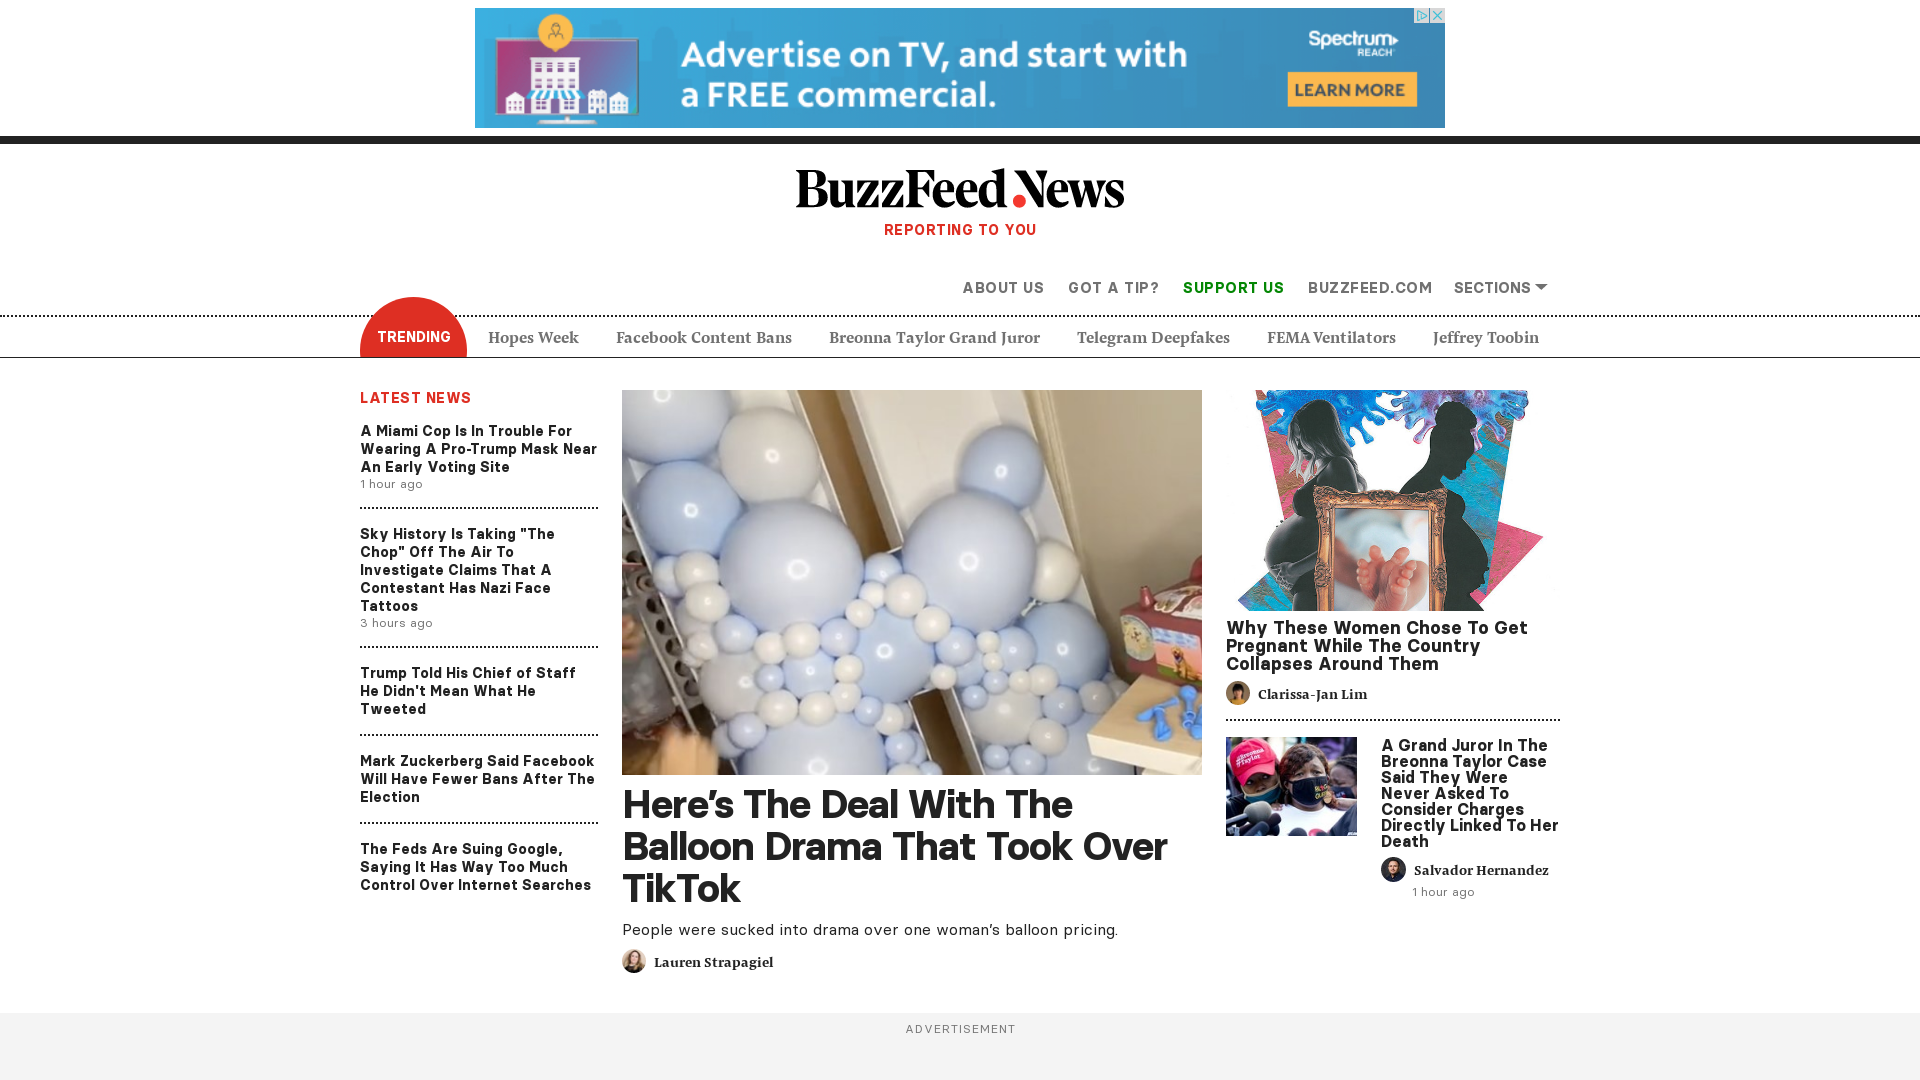 Advertise on TV, and start with
a FREE commercial.
Spectrum
REACH
LEARN MORE
BuzzFeed News
REPORTING TO YOU
ABOUT US
GOT A TIP?
SUPPORT US
BUZZFEED.COM
SECTIONS
TRENDING
Hopes Week
Facebook Content Bans
Breonna Taylor Grand Juror
Telegram Deepfakes
FEMA Ventilators
Jeffrey Toobin
LATEST NEWS
A Miami Cop Is In Trouble For
Wearing A Pro-Trump Mask Near
An Early Voting Site
1 hour ago
Sky History Is Taking "The
Chop" Off The Air To
Investigate Claims That A
Contestant Has Nazi Face
Tattoos
3 hours ago
Trump Told His Chief of Staff
He Didn't Mean What He
Tweeted
Mark Zuckerberg Said Facebook
Will Have Fewer Bans After The
Election
The Feds Are Suing Google,
Saying It Has Way Too Much
Control Over Internet Searches
Here’s The Deal With The
Balloon Drama That Took Over
TikTok
People were sucked into drama over one woman’s balloon pricing.
Lauren Strapagiel
Why These Women Chose To Get
Pregnant While The Country
Collapses Around Them
Clarissa-Jan Lim
A Grand Juror In The
Breonna Taylor Case
Said They Were
Never Asked To
Consider Charges
Directly Linked To Her
Death
Salvador Hernandez
1 hour ago
ADVERTISEMENT